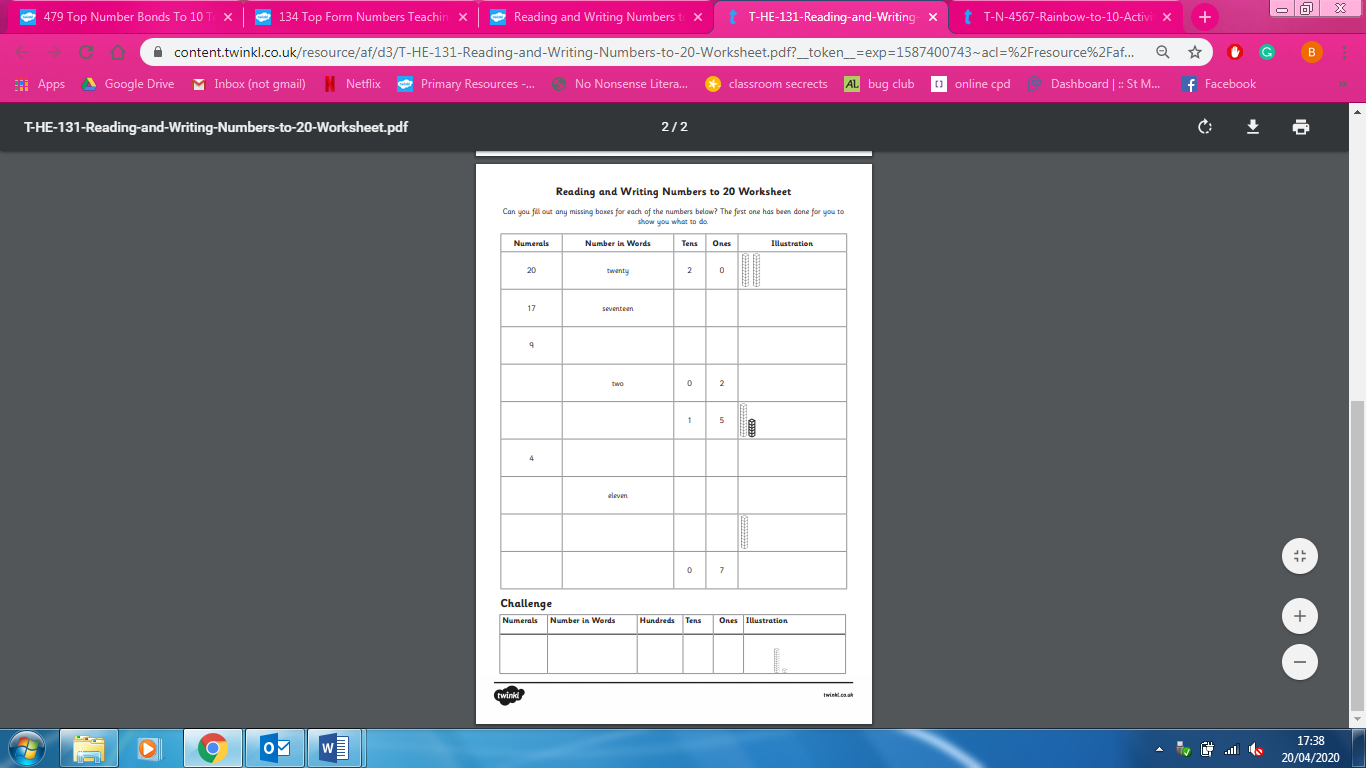 479 Top Number Bonds To 10 T
134 Top Form Numbers Teachin
Reading and Writing Numbers t
T-HE-131-Reading-and-Writing-
T-N-4567-Rainbow-to-10-Activi
content.twinkl.co.uk/resource/af/d3/T-HE-131-Reading-and-Writing-Numbers-to-20-Worksheet.pdf?__token__=exp=1587400743~acl=%2Fresource%2Faf...
B
Apps
Google Drive
Inbox (not gmail)
Netflix
Primary Resources -...
No Nonsense Litera...
classroom secrects
AL bug club
online cpd
Dashboard | :: St M...
Facebook
»
T-HE-131-Reading-and-Writing-Numbers-to-20-Worksheet.pdf
2 / 2
Reading and Writing Numbers to 20 Worksheet
Can you fill out any missing boxes for each of the numbers below? The first one has been done for you to
show you what to do.
Numerals Number in Words Tens Ones Illustration
20 twenty 2 0
17 seventeen
9
two 0 2
1 5
4
eleven
0 7
Challenge
Numerals Number in Words Hundreds Tens Ones Illustration
twinkl
twinkl.co.uk
17:38
20/04/2020